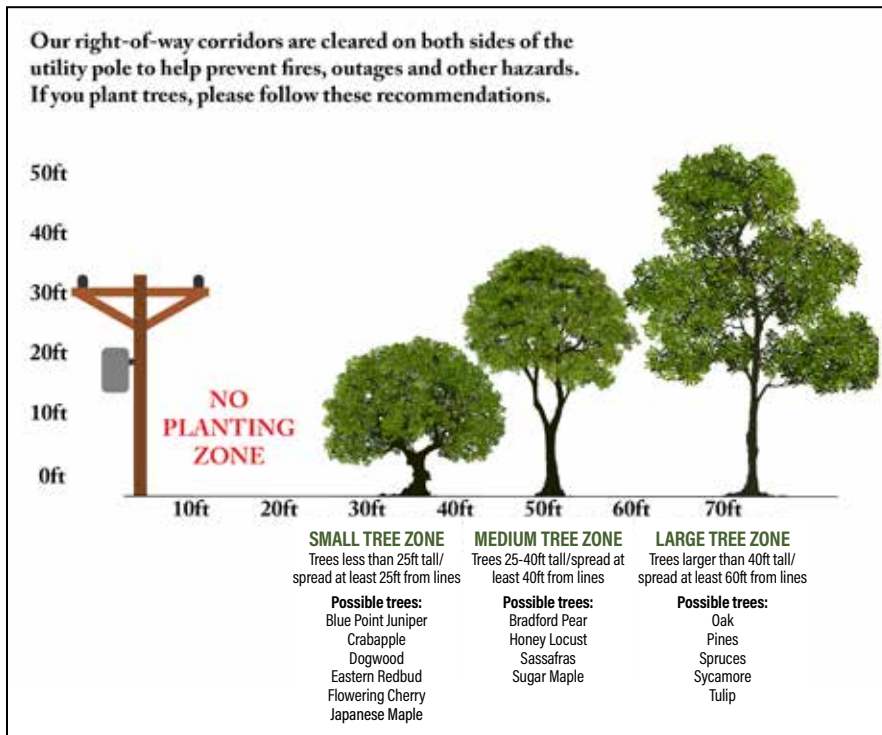 Our right-of-way corridors are cleared on both sides of the
utility pole to help prevent fires, outages and other hazards.
If you plant trees, please follow these recommendations.
50ft
40ft
30ft
20ft
10ft
0ft
NO
PLANTING
ZONE
10ft 20ft 30ft 40ft 50ft 60ft 70ft
SMALL TREE ZONE
Trees less than 25ft tall/
spread at least 25ft from lines
Possible trees:
Blue Point Juniper
Crabapple
Dogwood
Eastern Redbud
Flowering Cherry
Japanese Maple
MEDIUM TREE ZONE
Trees 25-40ft tall/spread at
least 40ft from lines
Possible trees:
Bradford Pear
Honey Locust
Sassafras
Sugar Maple
LARGE TREE ZONE
Trees larger than 40ft tall/
spread at least 60ft from lines
Possible trees:
Oak
Pines
Spruces
Sycamore
Tulip